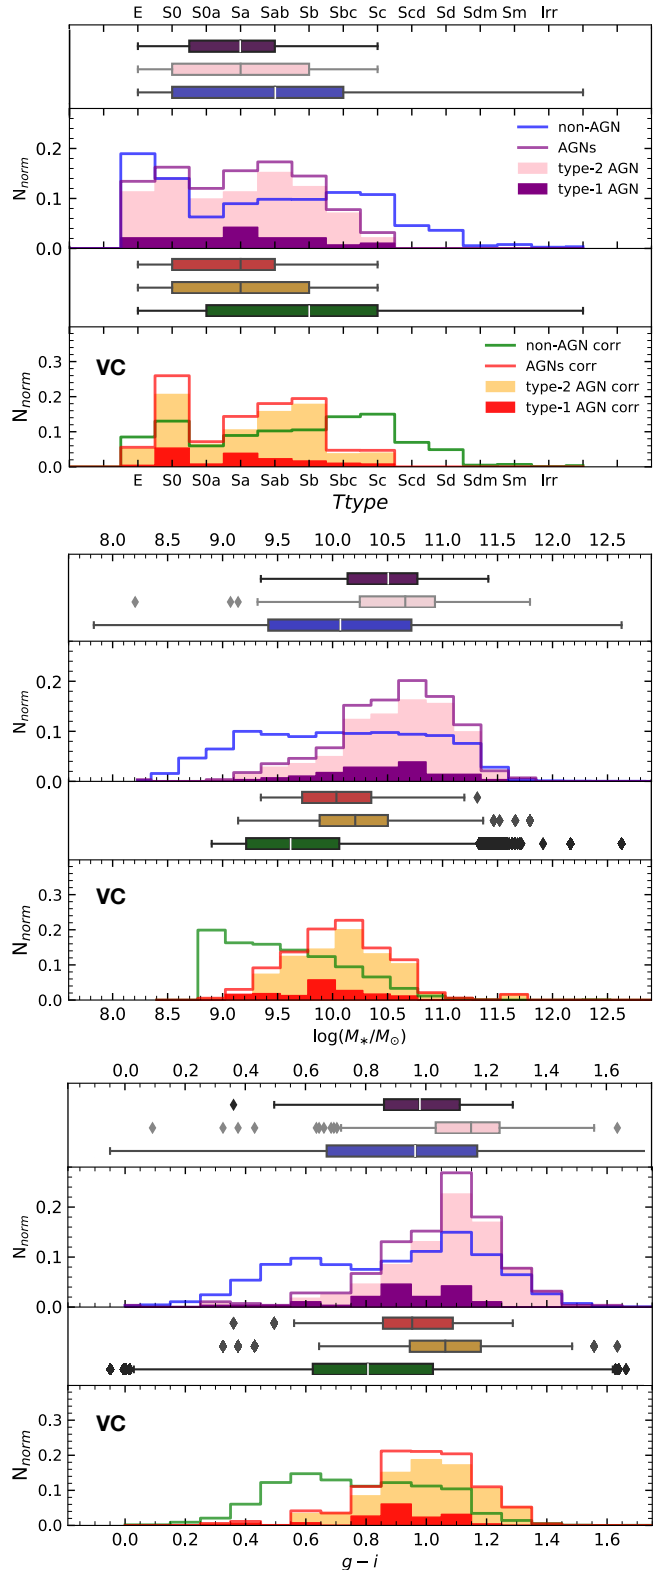 E S0 S0a Sa Sab Sb Sbc Sc Scd Sd Sdm Sm Irr
non-AGN
AGNs
type-2 AGN
type-1 AGN
N_norm
0.2
0.1
0.0
VC
non-AGN corr
AGNs corr
type-2 AGN corr
type-1 AGN corr
N_norm
0.3
0.2
0.1
0.0
E S0 S0a Sa Sab Sb Sbc Sc Scd Sd Sdm Sm Irr
Ttype
8.0 8.5 9.0 9.5 10.0 10.5 11.0 11.5 12.0 12.5
N_norm
0.2
0.1
0.0
VC
N_norm
0.3
0.2
0.1
0.0
8.0 8.5 9.0 9.5 10.0 10.5 11.0 11.5 12.0 12.5
log(M_*/M_⊙)
0.0 0.2 0.4 0.6 0.8 1.0 1.2 1.4 1.6
N_norm
0.2
0.1
0.0
VC
N_norm
0.3
0.2
0.1
0.0
0.0 0.2 0.4 0.6 0.8 1.0 1.2 1.4 1.6
g − i